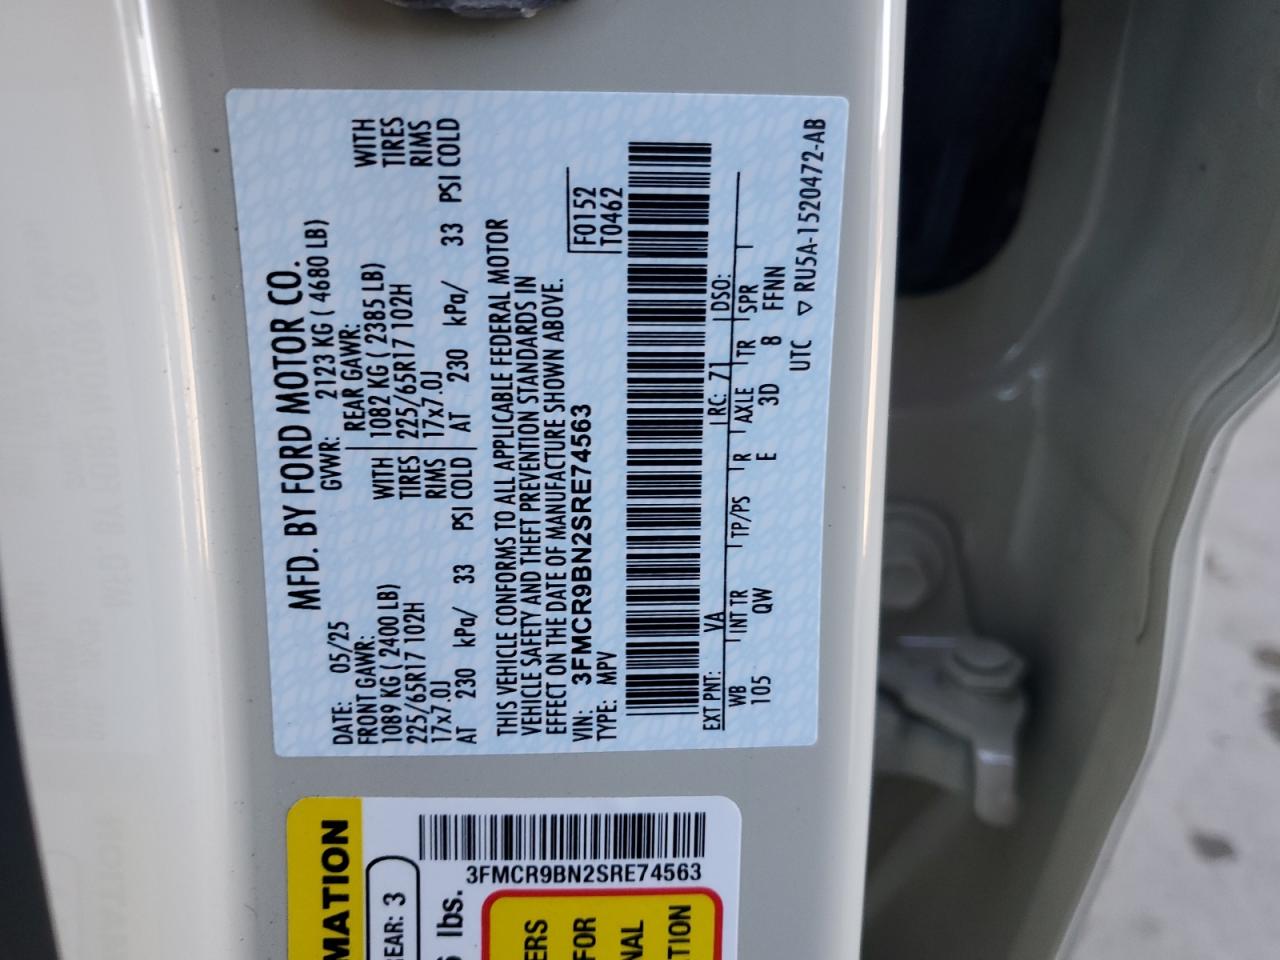 MFD. BY FORD MOTOR CO.
DATE: 05/25 GVWR: 2123 KG ( 4680 LB)
FRONT GAWR: REAR GAWR:
1089 KG ( 2400 LB) WITH 1082 KG ( 2385 LB) WITH
225/65R17 102H TIRES 225/65R17 102H TIRES
17x7.0J RIMS 17x7.0J RIMS
AT 230 kPa/ 33 PSI COLD AT 230 kPa/ 33 PSI COLD
THIS VEHICLE CONFORMS TO ALL APPLICABLE FEDERAL MOTOR
VEHICLE SAFETY AND THEFT PREVENTION STANDARDS IN
EFFECT ON THE DATE OF MANUFACTURE SHOWN ABOVE.
VIN: 3FMCR9BN2SRE74563 F0152
TYPE: MPV T0462
EXT PNT: YA RC: 71 DSO:
WB INT TR TP/PS R AXLE TR SPR
105 QW E 3D 8 FFNN
UTC ▽ RU5A-1520472-AB
MATION
EAR: 3
lbs.
3FMCR9BN2SRE74563
ERS
FOR
NAL
TION